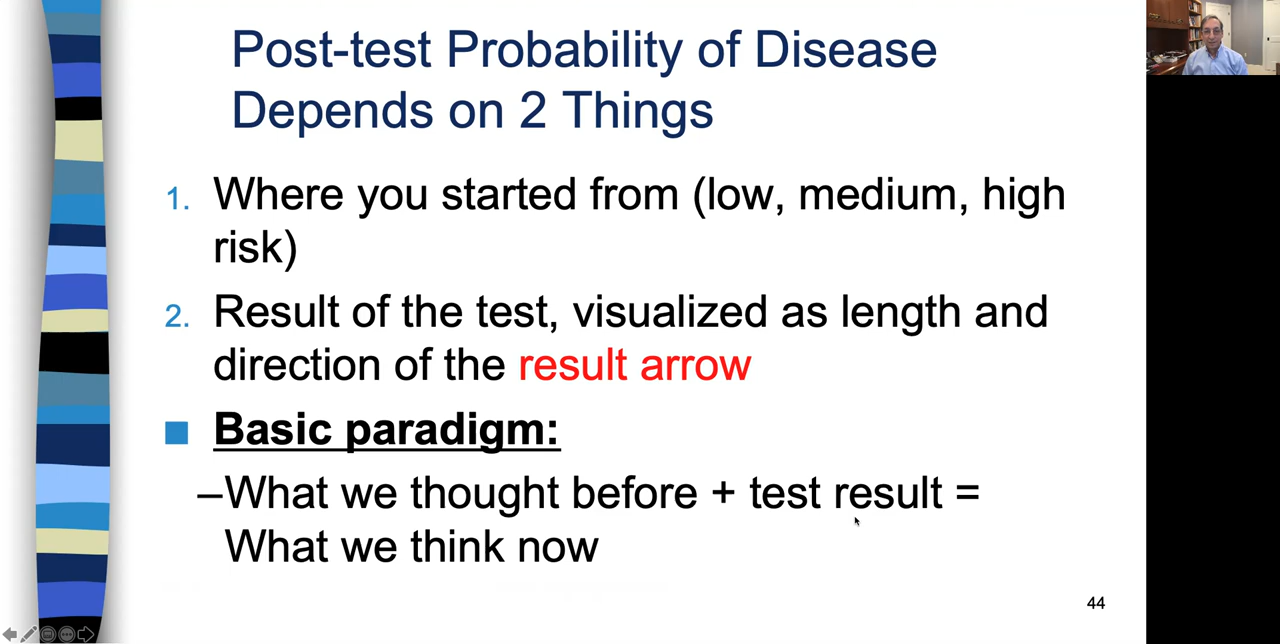 Post-test Probability of Disease
Depends on 2 Things
1. Where you started from (low, medium, high
risk)
2. Result of the test, visualized as length and
direction of the result arrow
Basic paradigm:
–What we thought before + test result =
What we think now
44